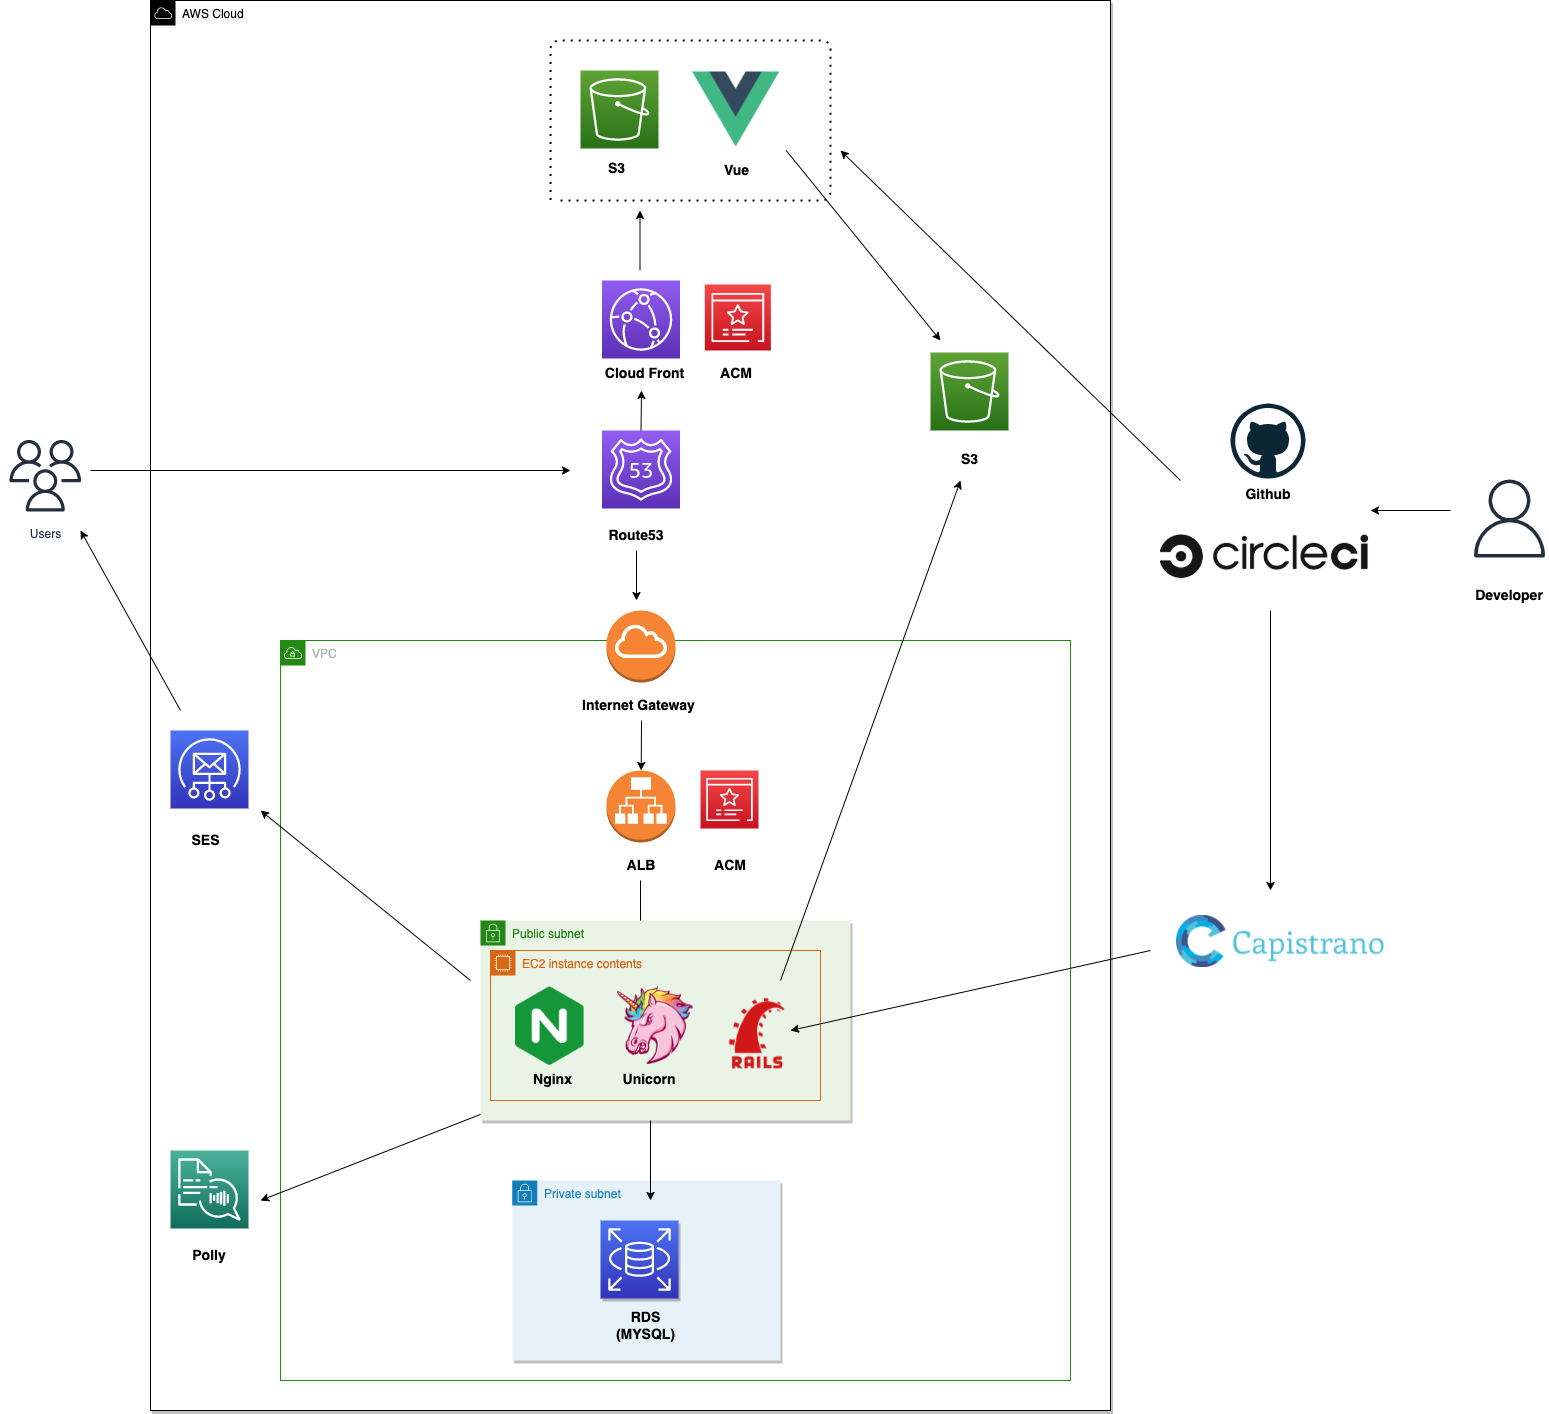 AWS Cloud
S3
Vue
Cloud Front
ACM
53
S3
Github
Users
Route53
circleci
Developer
VPC
Internet Gateway
SES
ALB
ACM
Public subnet
Capistrano
EC2 instance contents
N
RAILS
Nginx
Unicorn
Private subnet
Polly
RDS
(MYSQL)